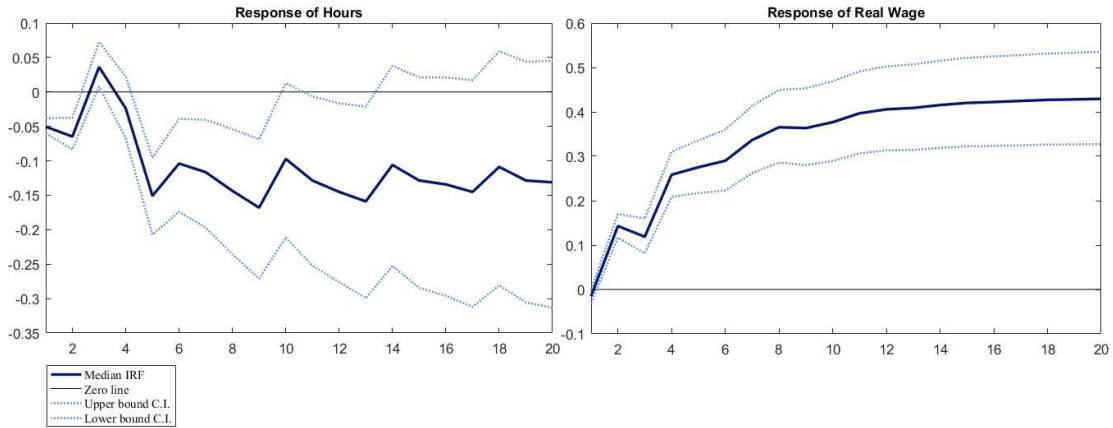 Response of Hours
0.1
0.05
0
-0.05
-0.1
-0.15
-0.2
-0.25
-0.3
-0.35
2 4 6 8 10 12 14 16 18 20
Response of Real Wage
0.6
0.5
0.4
0.3
0.2
0.1
0
-0.1
2 4 6 8 10 12 14 16 18 20
Median IRF
Zero line
Upper bound C.I.
Lower bound C.I.